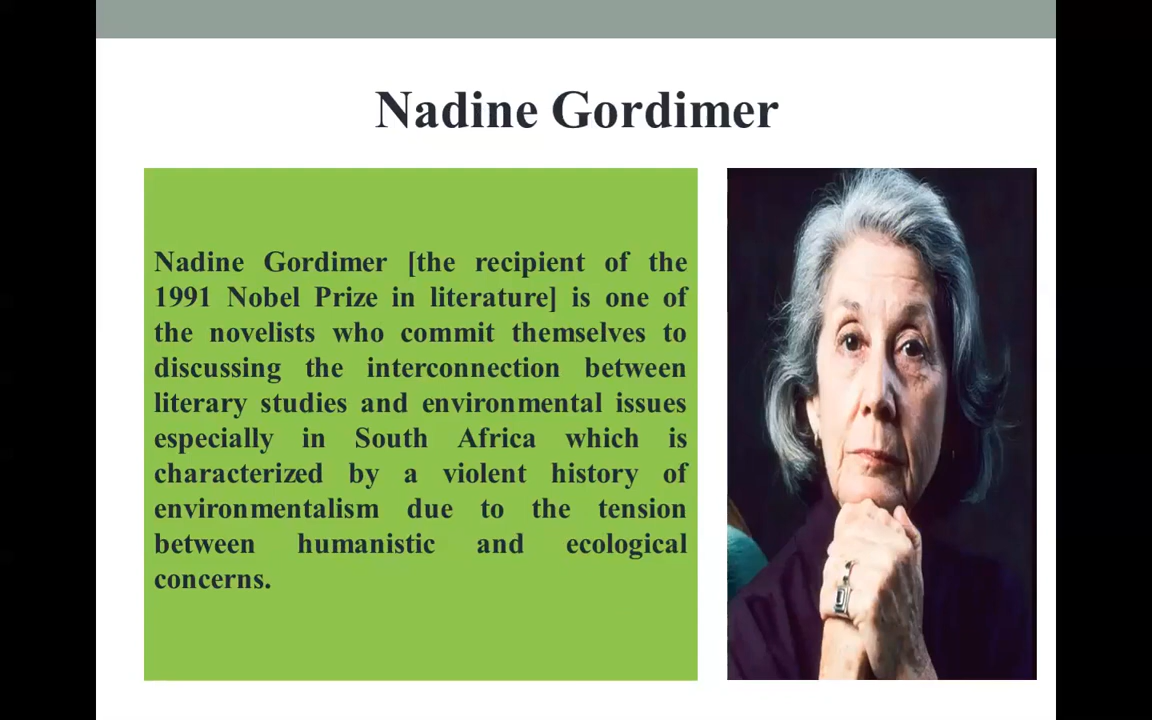 Nadine Gordimer
Nadine Gordimer [the recipient of the
1991 Nobel Prize in literature] is one of
the novelists who commit themselves to
discussing the interconnection between
literary studies and environmental issues
especially in South Africa which is
characterized by a violent history of
environmentalism due to the tension
between humanistic and ecological
concerns.